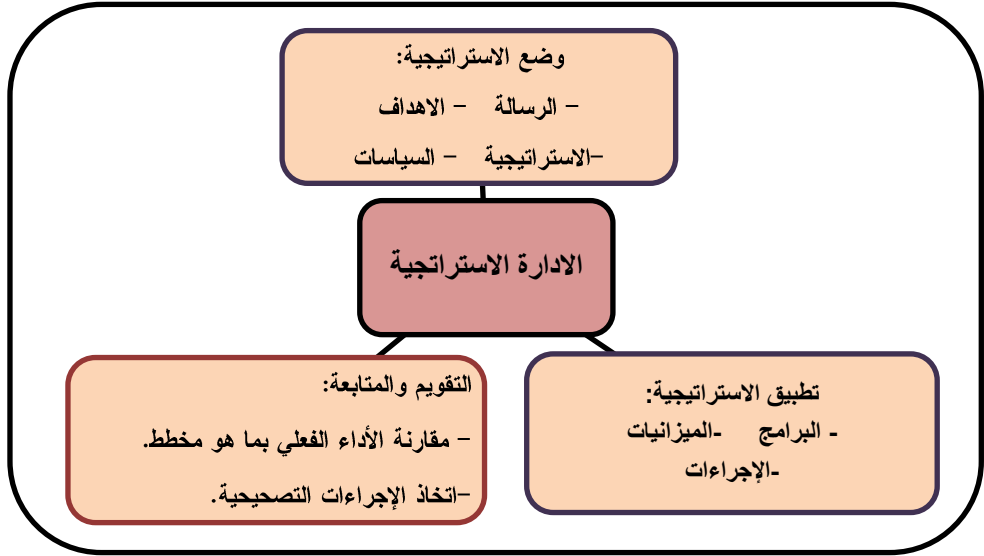 وضع الاستراتيجية:
– الرسالة – الاهداف
–الاستراتيجية – السياسات
الادارة الاستراتجية
تطبيق الاستراتيجية:
- البرامج -الميزانيات
-الإجراءات
التقويم والمتابعة:
– مقارنة الأداء الفعلي بما هو مخطط.
–اتخاذ الإجراءات التصحيحية.